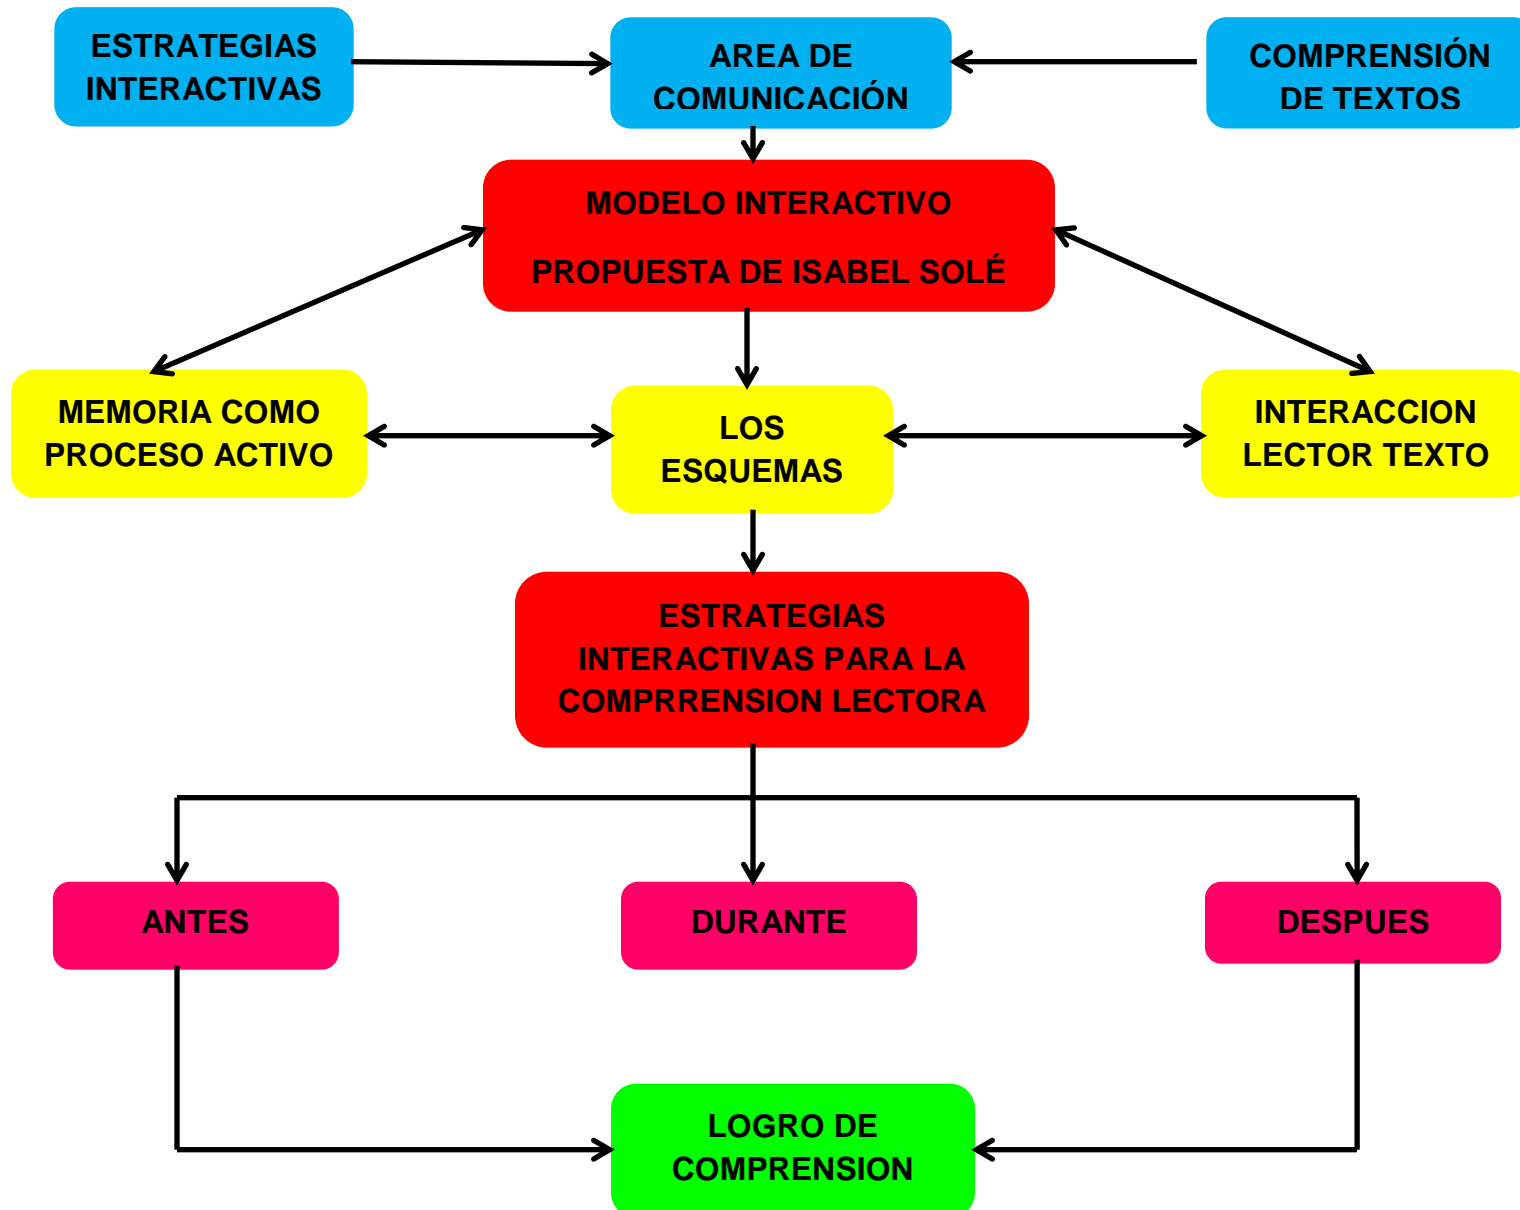 ESTRATEGIAS
INTERACTIVAS
AREA DE
COMUNICACIÓN
COMPRENSIÓN
DE TEXTOS
MODELO INTERACTIVO
PROPUESTA DE ISABEL SOLÉ
MEMORIA COMO
PROCESO ACTIVO
LOS
ESQUEMAS
INTERACCION
LECTOR TEXTO
ESTRATEGIAS
INTERACTIVAS PARA LA
COMPRRENSION LECTORA
ANTES
DURANTE
DESPUES
LOGRO DE
COMPRENSION